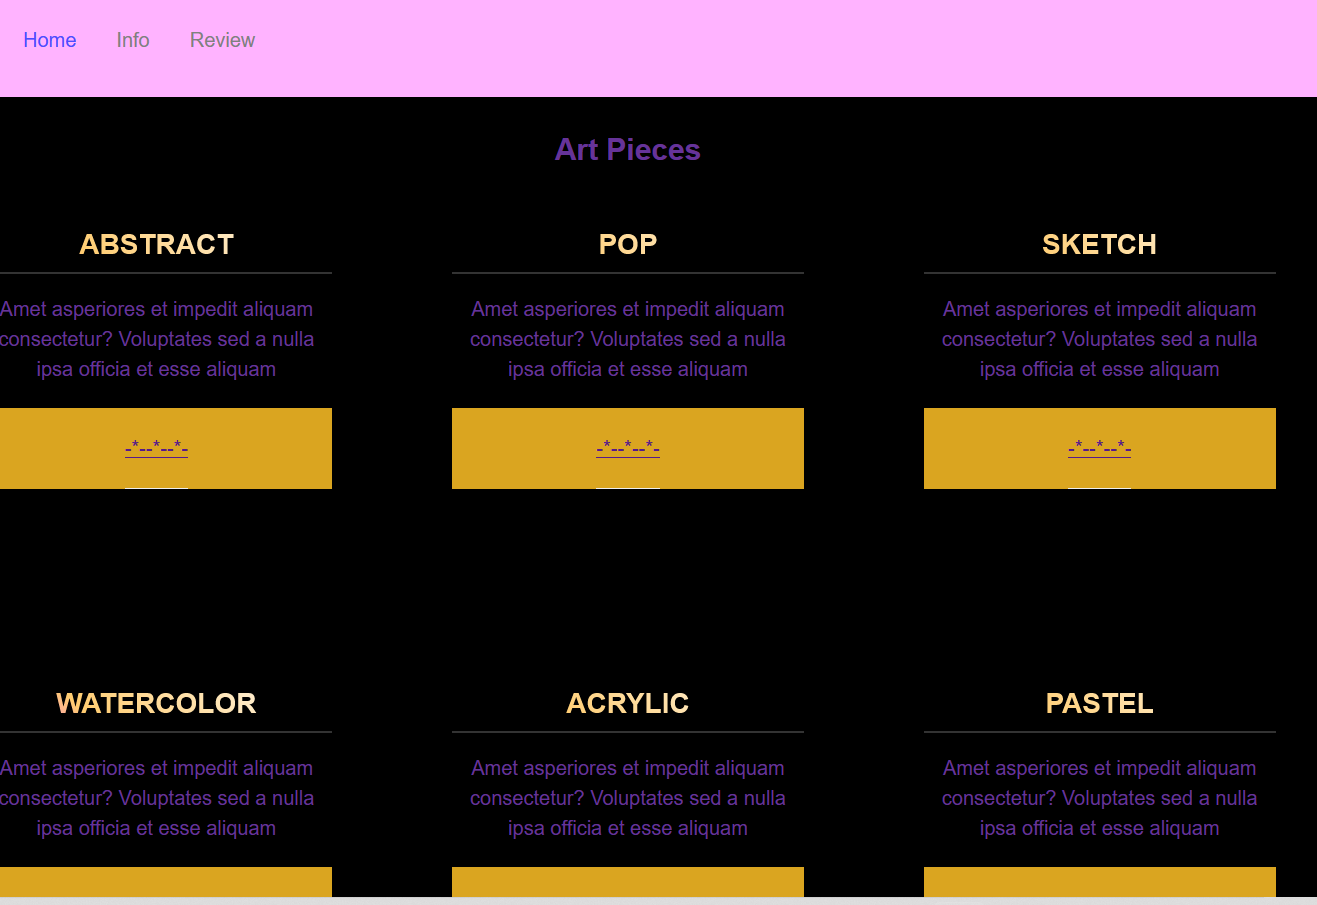 Home Info Review
Art Pieces
ABSTRACT POP SKETCH
Amet asperiores et impedit aliquam Amet asperiores et impedit aliquam Amet asperiores et impedit aliquam
consectetur? Voluptates sed a nulla consectetur? Voluptates sed a nulla consectetur? Voluptates sed a nulla
ipsa officia et esse aliquam ipsa officia et esse aliquam ipsa officia et esse aliquam
-*--*--*- -*--*--*- -*--*--*-
WATERCOLOR ACRYLIC PASTEL
Amet asperiores et impedit aliquam Amet asperiores et impedit aliquam Amet asperiores et impedit aliquam
consectetur? Voluptates sed a nulla consectetur? Voluptates sed a nulla consectetur? Voluptates sed a nulla
ipsa officia et esse aliquam ipsa officia et esse aliquam ipsa officia et esse aliquam